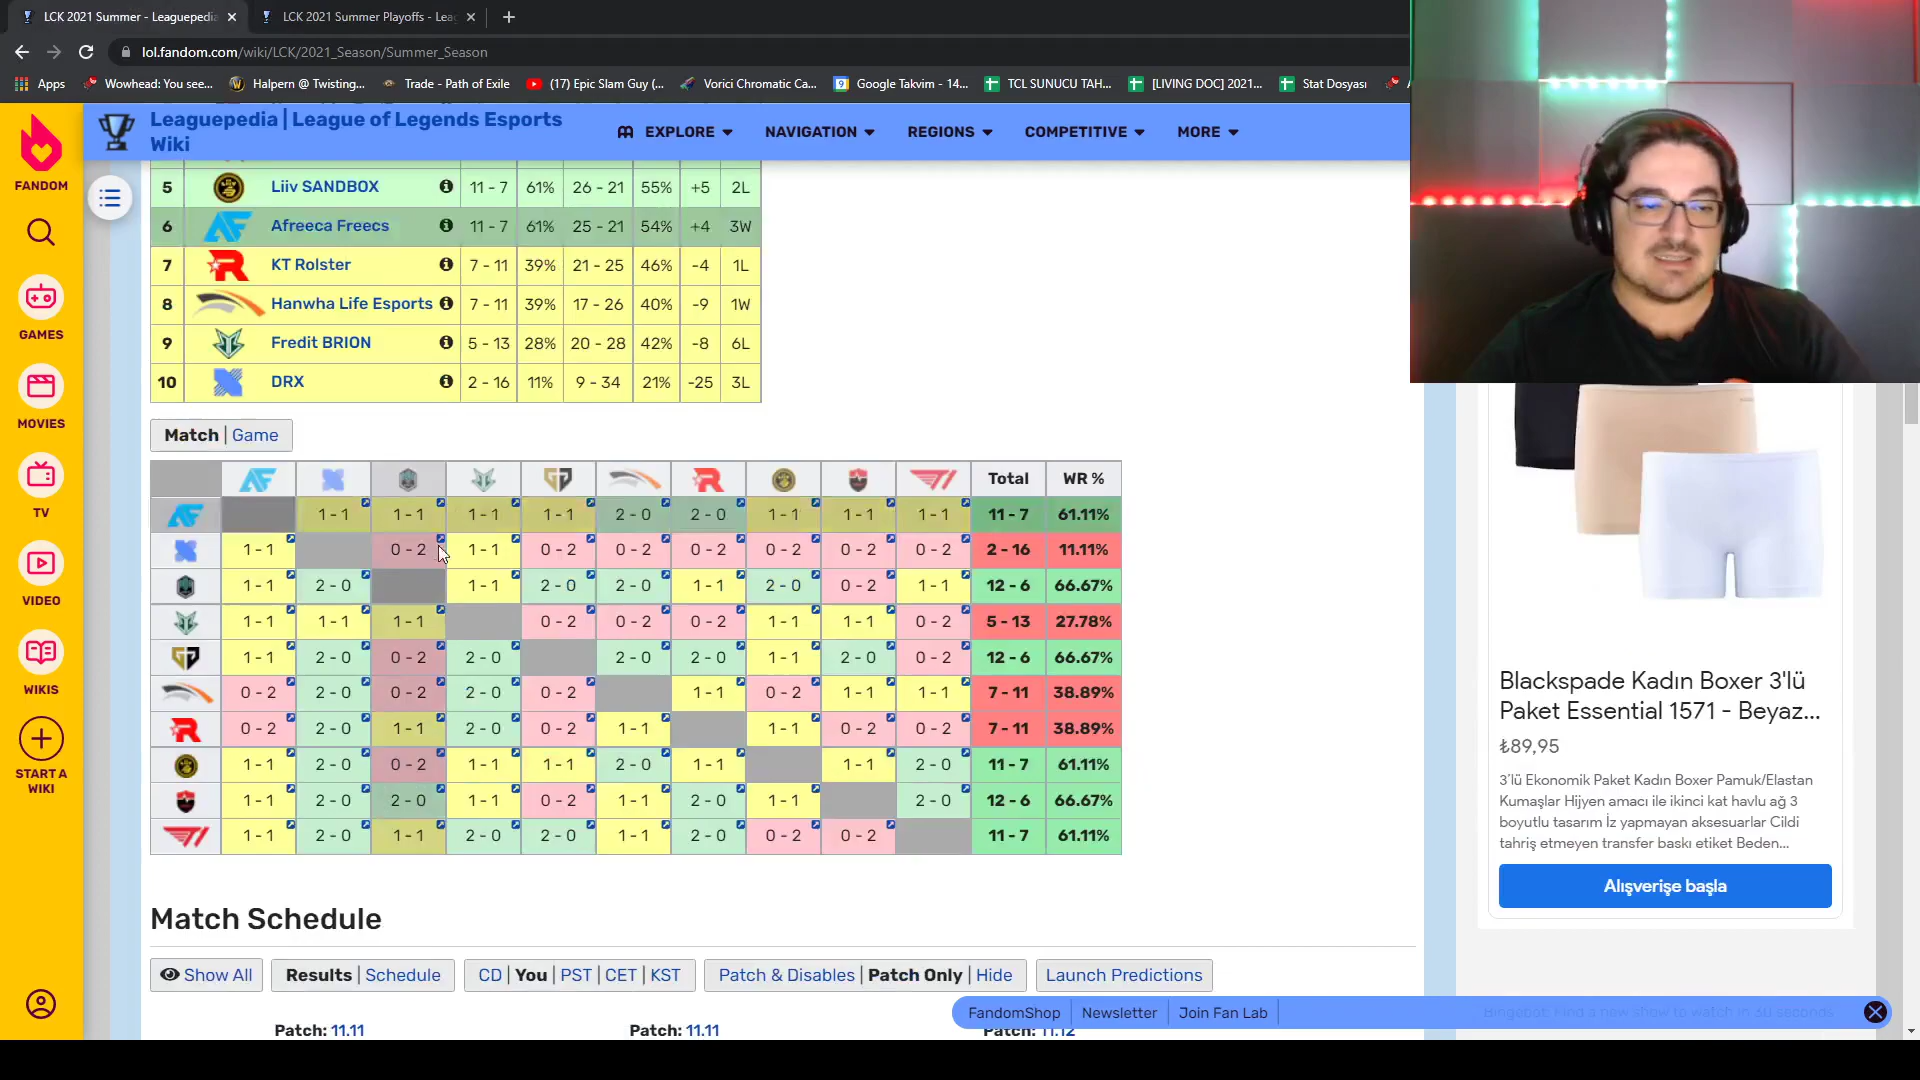 LCK 2021 Summer - Leaguepedia
LCK 2021 Summer Playoffs - Leag
lol.fandom.com/wiki/LCK/2021_Season/Summer_Season
Apps
Wowhead: You see...
Halpern @ Twisting...
Trade - Path of Exile
(17) Epic Slam Guy (...
Vorici Chromatic Ca...
Google Takvim - 14...
TCL SUNUCU TAH...
[LIVING DOC] 2021...
Stat Dosyası
FANDOM
GAMES
MOVIES
TV
VIDEO
WIKIS
START A
WIKI
Leaguepedia | League of Legends Esports
Wiki
EXPLORE
NAVIGATION
REGIONS
COMPETITIVE
MORE
5 Liiv SANDBOX 11 - 7 61% 26 - 21 55% +5 2L
6 Afreeca Freecs 11 - 7 61% 25 - 21 54% +4 3W
7 KT Rolster 7 - 11 39% 21 - 25 46% -4 1L
8 Hanwha Life Esports 7 - 11 39% 17 - 26 40% -9 1W
9 Fredit BRION 5 - 13 28% 20 - 28 42% -8 6L
10 DRX 2 - 16 11% 9 - 34 21% -25 3L
Match | Game
Total WR %
1 - 1 1 - 1 1 - 1 1 - 1 2 - 0 2 - 0 1 - 1 1 - 1 1 - 1 11 - 7 61.11%
1 - 1 0 - 2 1 - 1 0 - 2 0 - 2 0 - 2 0 - 2 0 - 2 0 - 2 2 - 16 11.11%
1 - 1 2 - 0 1 - 1 2 - 0 2 - 0 1 - 1 2 - 0 0 - 2 1 - 1 12 - 6 66.67%
1 - 1 1 - 1 1 - 1 0 - 2 0 - 2 0 - 2 1 - 1 1 - 1 0 - 2 5 - 13 27.78%
1 - 1 2 - 0 0 - 2 2 - 0 2 - 0 2 - 0 1 - 1 2 - 0 0 - 2 12 - 6 66.67%
0 - 2 2 - 0 0 - 2 2 - 0 0 - 2 1 - 1 0 - 2 1 - 1 1 - 1 7 - 11 38.89%
0 - 2 2 - 0 1 - 1 2 - 0 0 - 2 1 - 1 1 - 1 0 - 2 0 - 2 7 - 11 38.89%
1 - 1 2 - 0 0 - 2 1 - 1 1 - 1 2 - 0 1 - 1 1 - 1 2 - 0 11 - 7 61.11%
1 - 1 2 - 0 2 - 0 1 - 1 0 - 2 1 - 1 2 - 0 1 - 1 2 - 0 12 - 6 66.67%
1 - 1 2 - 0 1 - 1 2 - 0 2 - 0 1 - 1 2 - 0 0 - 2 0 - 2 11 - 7 61.11%
Match Schedule
Show All
Results | Schedule
CD | You | PST | CET | KST
Patch & Disables | Patch Only | Hide
Launch Predictions
Patch: 11.11
Patch: 11.11
Patch: 11.12
Blackspade Kadın Boxer 3'lü
Paket Essential 1571 - Beyaz...
₺89,95
3'lü Ekonomik Paket Kadın Boxer Pamuk/Elastan
Kumaşlar Hijyen amacı ile ikinci kat havlu ağ 3
boyutlu tasarım İz yapmayan aksesuarlar Cildi
tahriş etmeyen transfer baskı etiket Beden...
Alışverişe başla
FandomShop
Newsletter
Join Fan Lab